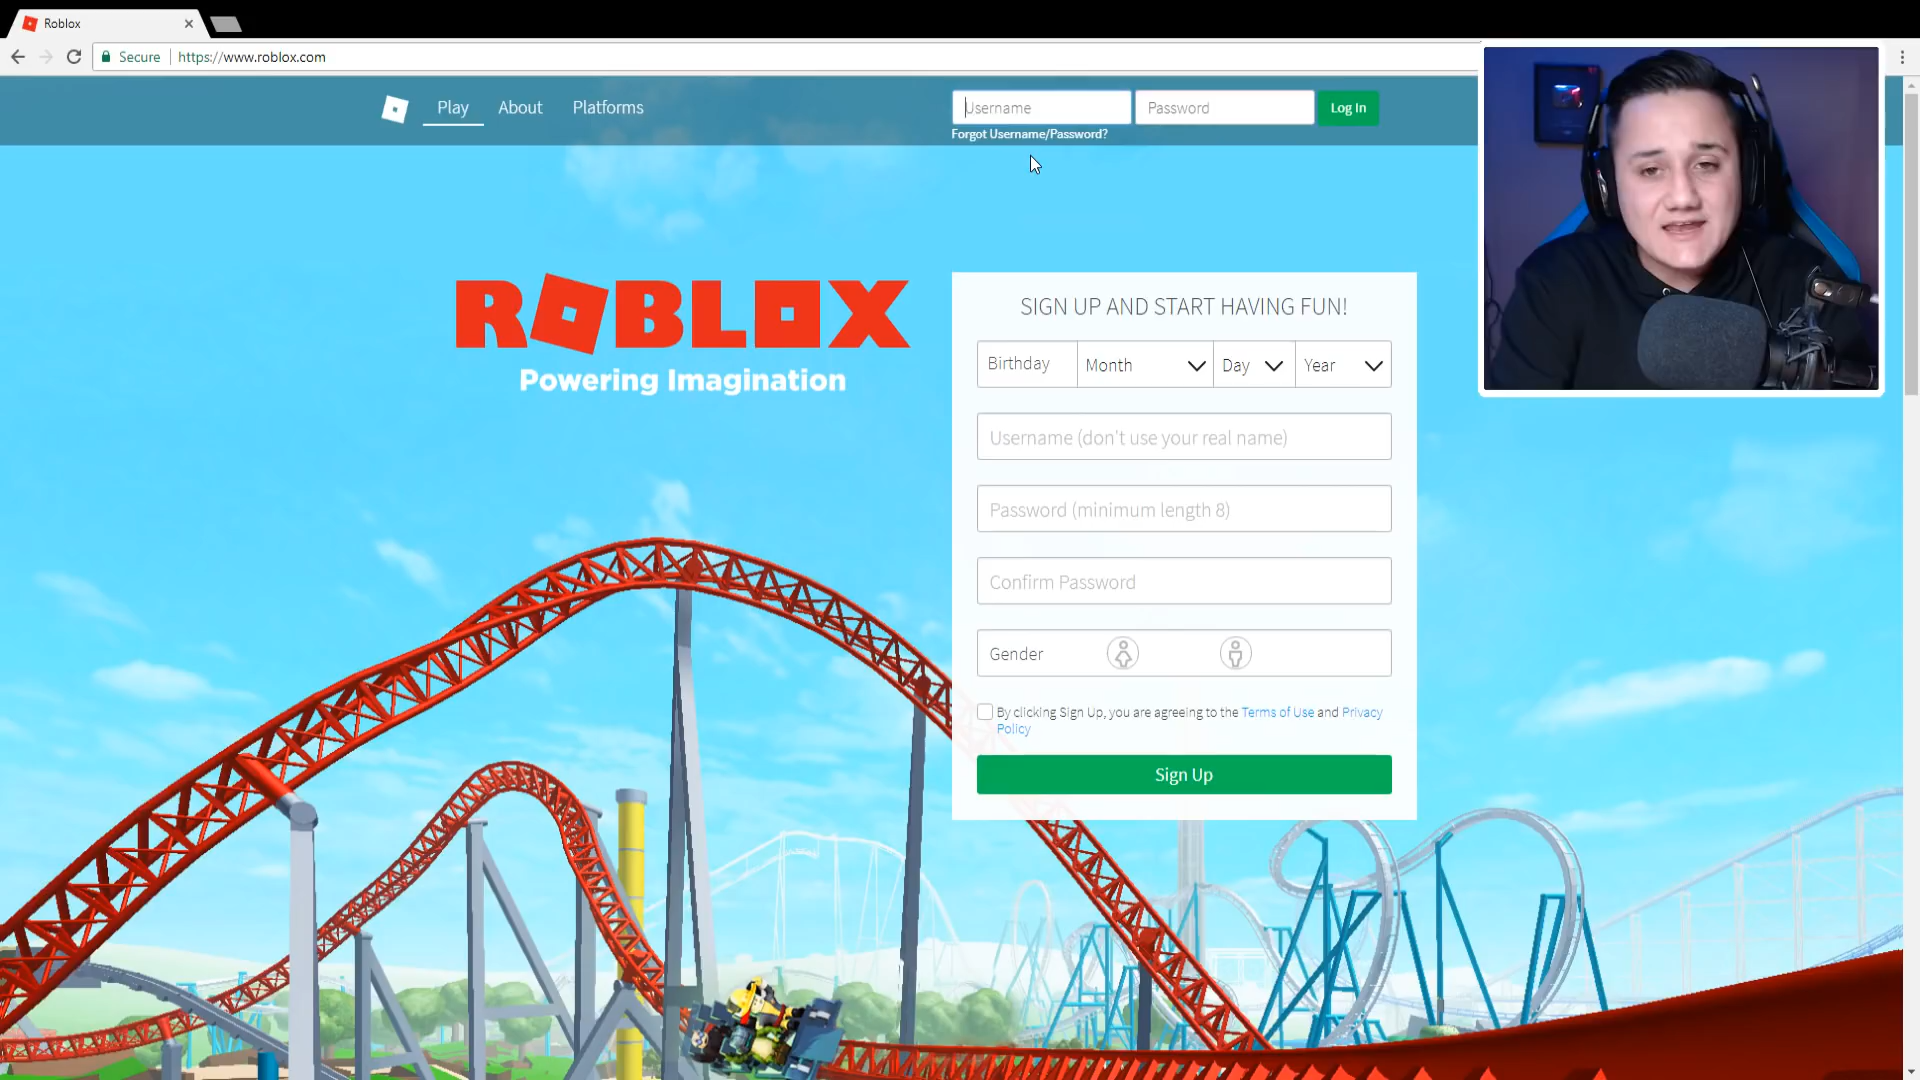 Roblox
Secure
https://www.roblox.com
Play
About
Platforms
Username
Password
Log In
Forgot Username/Password?
ROBLOX
Powering Imagination
SIGN UP AND START HAVING FUN!
Birthday
Month
Day
Year
Username (don't use your real name)
Password (minimum length 8)
Confirm Password
Gender
By clicking Sign Up, you are agreeing to the Terms of Use and Privacy
Policy
Sign Up